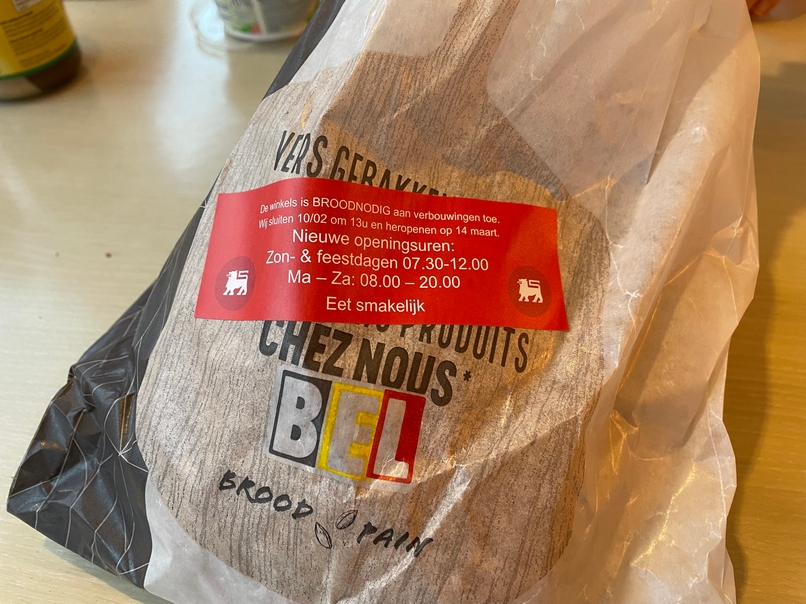 VERS GEBAKKEN
De winkels is BROODNODIG aan verbouwingen toe.
Wij sluiten 10/02 om 13u en heropenen op 14 maart.
Nieuwe openingsuren:
Zon- & feestdagen 07.30-12.00
Ma – Za: 08.00 – 20.00
Eet smakelijk
PRODUITS
CHEZ NOUS*
BEL
BROOD PAIN